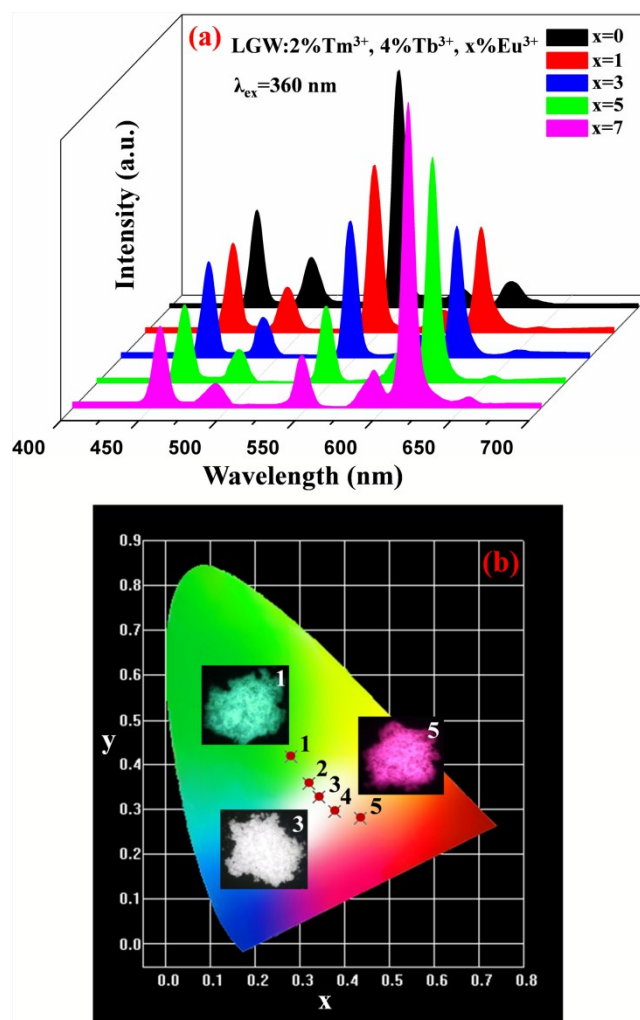 (a)
LGW:2%Tm³⁺, 4%Tb³⁺, x%Eu³⁺
λex=360 nm
x=0
x=1
x=3
x=5
x=7
Intensity (a.u.)
400 450 500 550 600 650 700
Wavelength (nm)
(b)
0.9
0.8
0.7
0.6
0.5
0.4
0.3
0.2
0.1
0.0
y
1
5
3
1
2
3
4
5
0.0 0.1 0.2 0.3 0.4 0.5 0.6 0.7 0.8
x